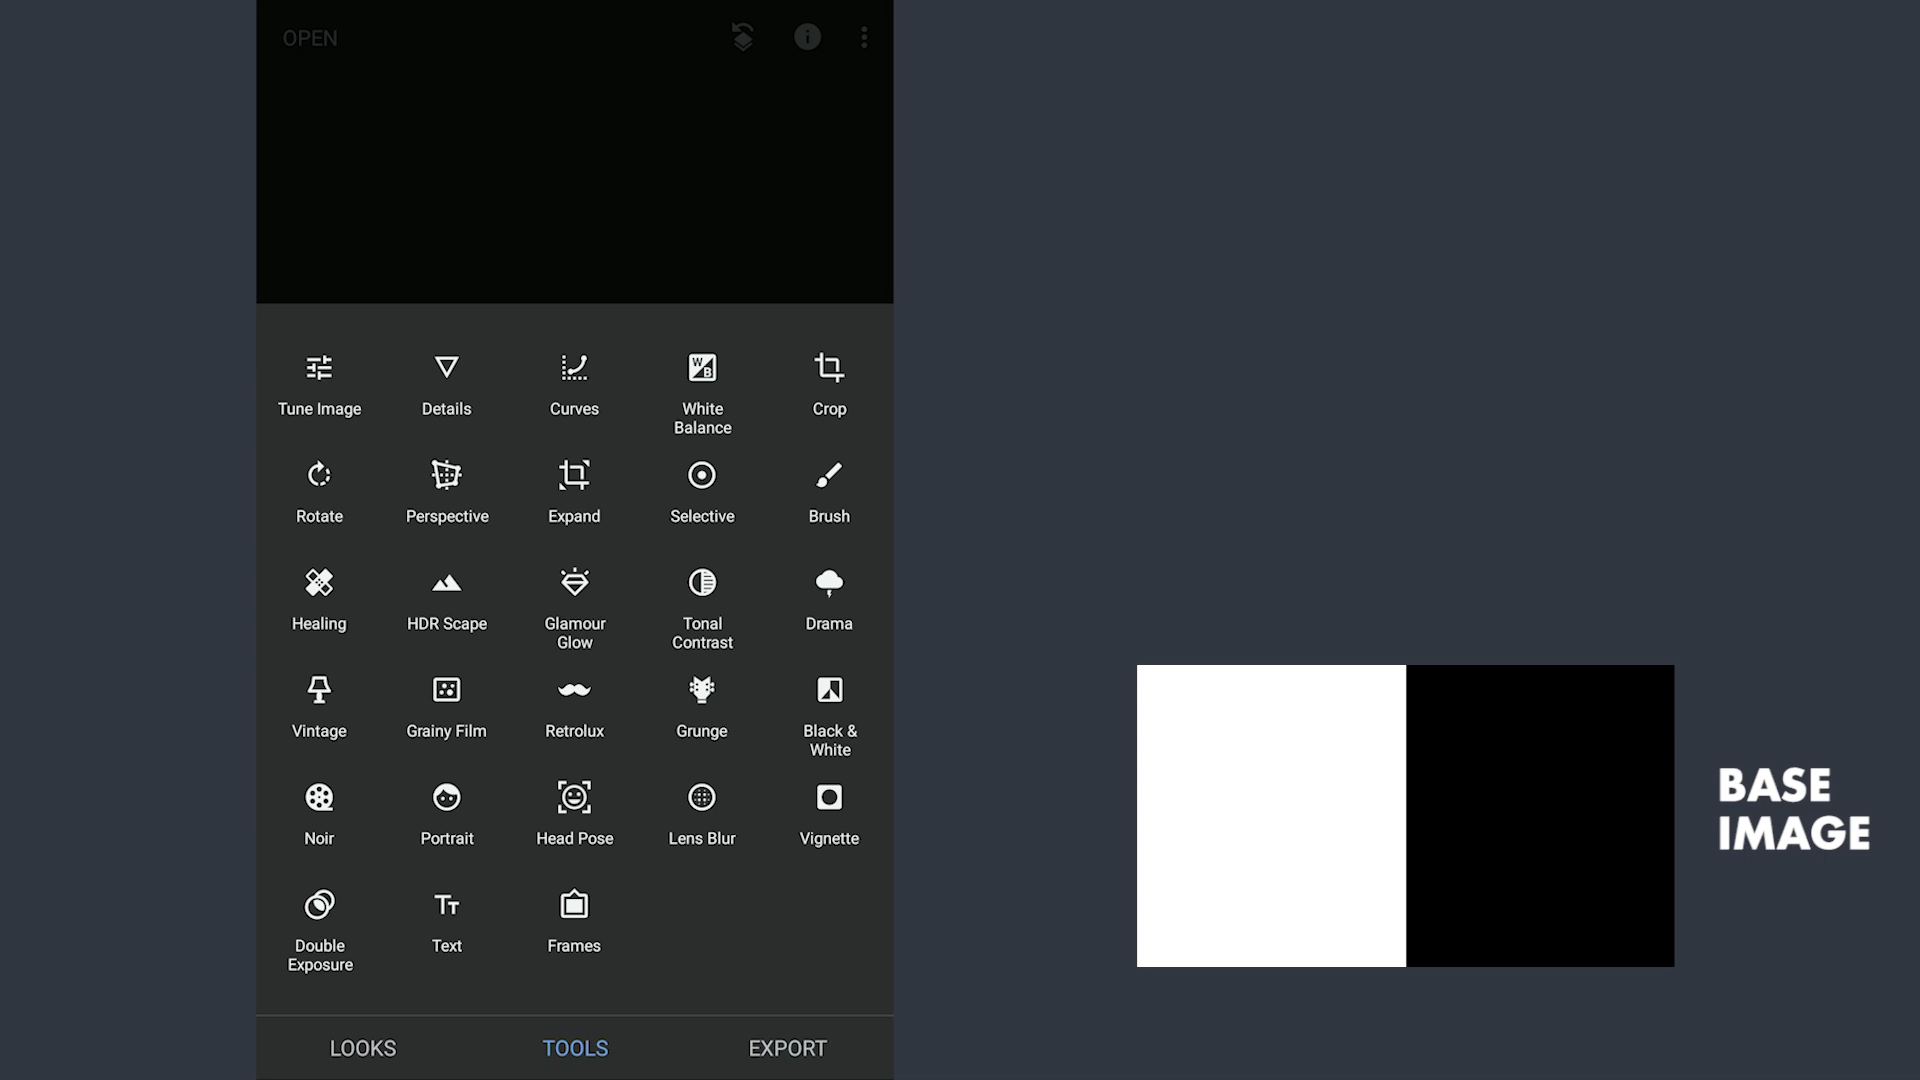 OPEN
Tune Image
Details
Curves
White
Balance
Crop
Rotate
Perspective
Expand
Selective
Brush
Healing
HDR Scape
Glamour
Glow
Tonal
Contrast
Drama
Vintage
Grainy Film
Retrolux
Grunge
Black &
White
Noir
Portrait
Head Pose
Lens Blur
Vignette
Double
Exposure
Text
Frames
LOOKS
TOOLS
EXPORT
BASE
IMAGE